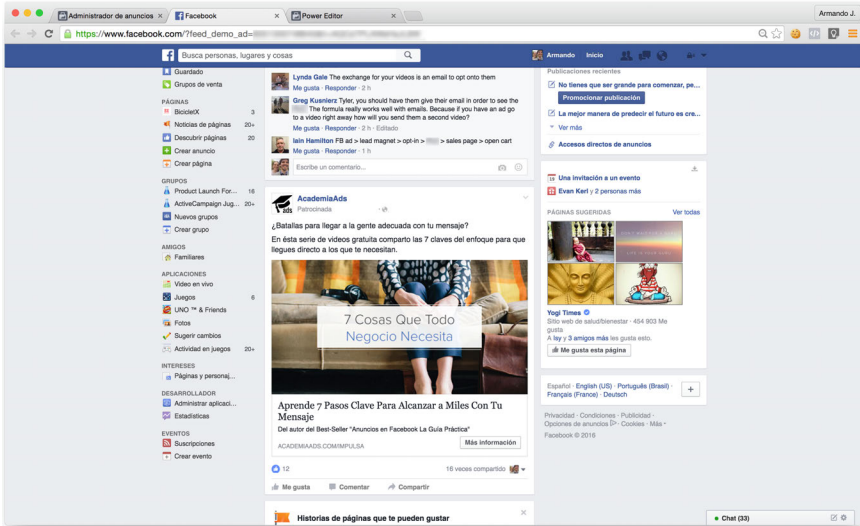 Administrador de anuncios
Facebook
Power Editor
Armando J.
https://www.facebook.com/?feed_demo_ad=
Busca personas, lugares y cosas
Armando
Inicio
Guardado
Grupos de venta
PÁGINAS
BicicletX 3
Noticias de páginas 20+
Descubrir páginas 20
Crear anuncio
Crear página
GRUPOS
Product Launch For... 16
ActiveCampaign Jug... 20+
Nuevos grupos
Crear grupo
AMIGOS
Familiares
APLICACIONES
Video en vivo
Juegos 6
UNO ™ & Friends
Fotos
Sugerir cambios
Actividad en juegos 20+
INTERESES
Páginas y personaj...
DESARROLLADOR
Administrar aplicaci...
Estadísticas
EVENTOS
Suscripciones
Crear evento
Lynda Gale The exchange for your videos is an email to opt onto them
Me gusta · Responder · 2 h
Greg Kusnierz Tyler, you should have them give their email in order to see the
The formula really works well with emails. Because if you have an ad go
to a video right away how will you send them a second video?
Me gusta · Responder · 2 h · Editado
Iain Hamilton FB ad > lead magnet > opt-in > > sales page > open cart
Me gusta · Responder · 1 h
Escribe un comentario...
AcademiaAds
Patrocinada ·
ads
¿Batallas para llegar a la gente adecuada con tu mensaje?
En ésta serie de videos gratuita comparto las 7 claves del enfoque para que
llegues directo a los que te necesitan.
7 Cosas Que Todo
Negocio Necesita
Aprende 7 Pasos Clave Para Alcanzar a Miles Con Tu
Mensaje
Del autor del Best-Seller "Anuncios en Facebook La Guía Práctica"
ACADEMIAADS.COM/IMPULSA
Más información
12
16 veces compartido
Me gusta Comentar Compartir
Historias de páginas que te pueden gustar
Publicaciones recientes
No tienes que ser grande para comenzar, pe...
Promocionar publicación
La mejor manera de predecir el futuro es cre...
Ver más
Accesos directos de anuncios
Una invitación a un evento
Evan Kerl y 2 personas más
PÁGINAS SUGERIDAS Ver todas
Yogi Times
Sitio web de salud/bienestar · 454 903 Me
gusta
A Isy y 3 amigos más les gusta esto.
Me gusta esta página
Español · English (US) · Português (Brasil) ·
Français (France) · Deutsch
Privacidad · Condiciones · Publicidad ·
Opciones de anuncios · Cookies · Más
Facebook © 2016
Chat (33)